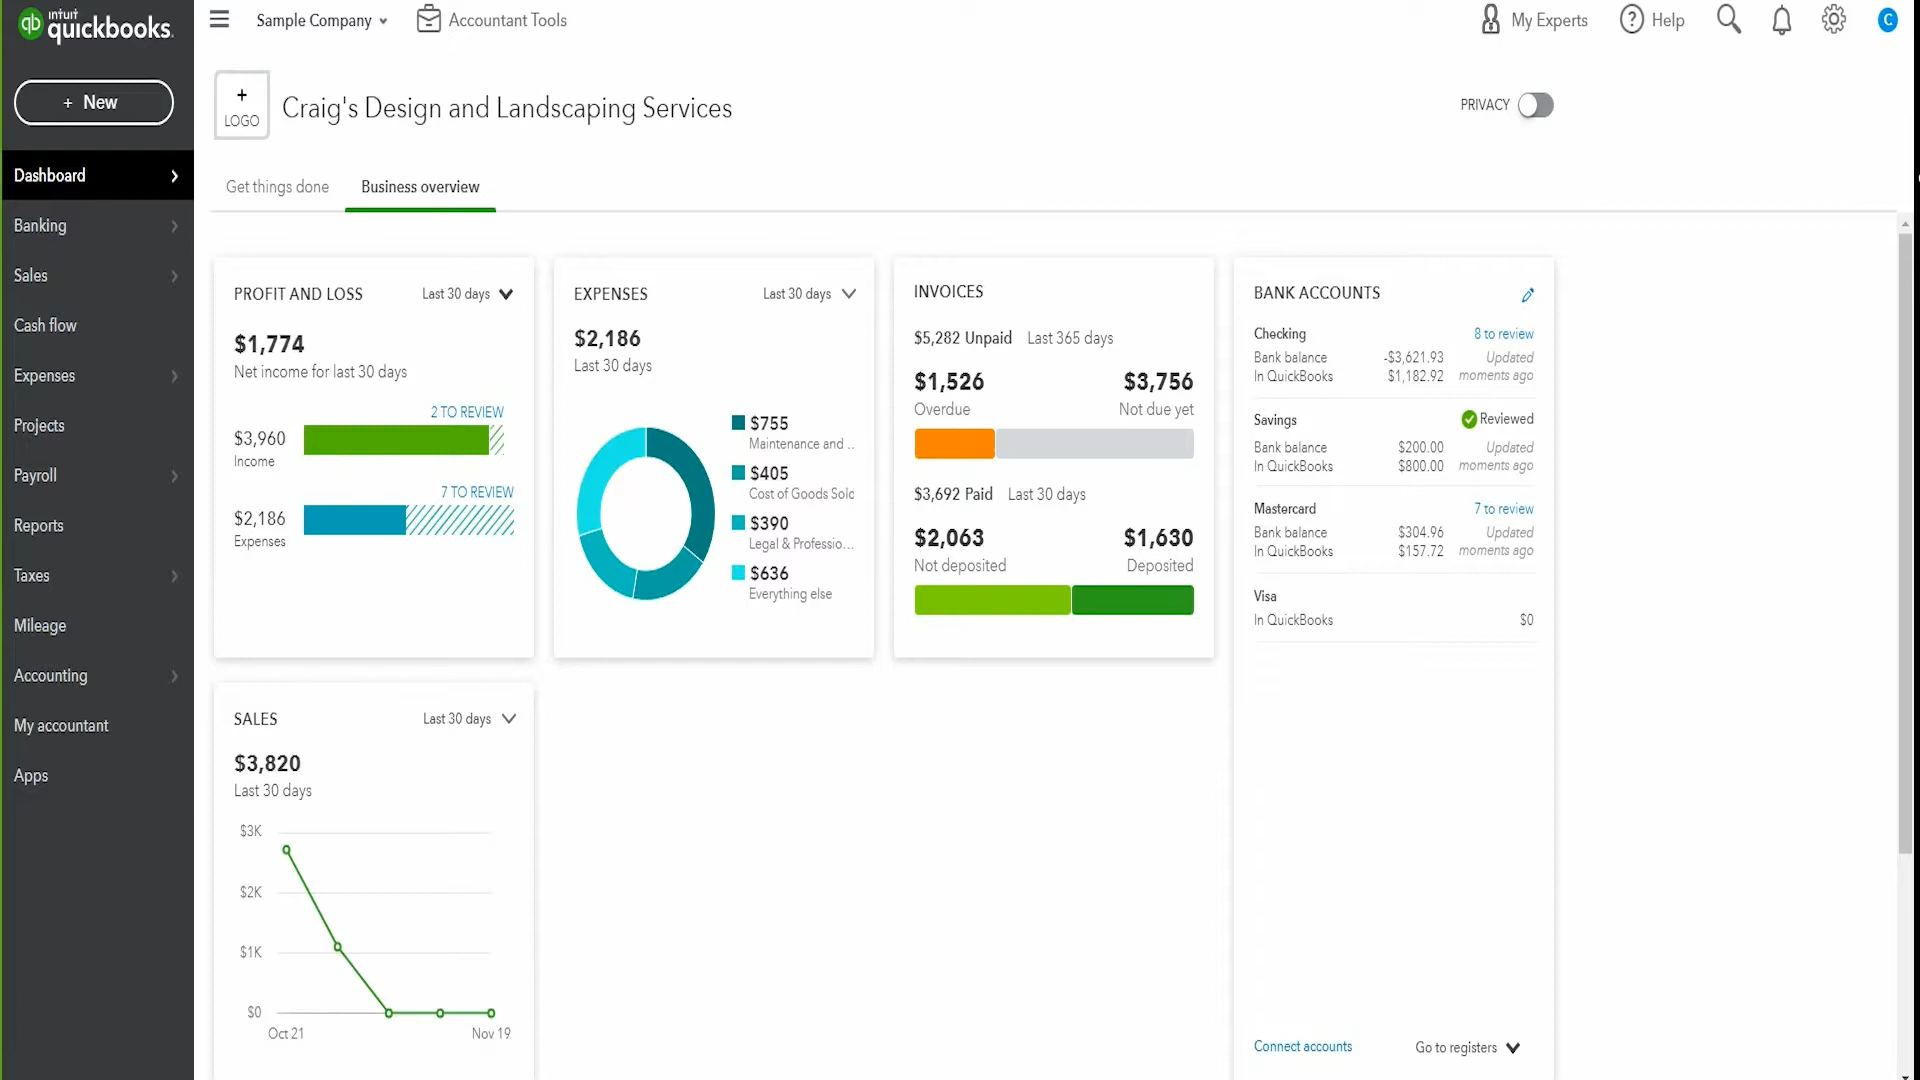 intuit
quickbooks.
Sample Company
Accountant Tools
My Experts
Help
C
+ New
+
LOGO
Craig's Design and Landscaping Services
PRIVACY
Dashboard
Banking
Sales
Cash flow
Expenses
Projects
Payroll
Reports
Taxes
Mileage
Accounting
My accountant
Apps
Get things done
Business overview
PROFIT AND LOSS
Last 30 days
$1,774
Net income for last 30 days
2 TO REVIEW
$3,960
Income
7 TO REVIEW
$2,186
Expenses
EXPENSES
Last 30 days
$2,186
Last 30 days
$755
Maintenance and ..
$405
Cost of Goods Solc
$390
Legal & Professio...
$636
Everything else
INVOICES
$5,282 Unpaid Last 365 days
$1,526 $3,756
Overdue Not due yet
$3,692 Paid Last 30 days
$2,063 $1,630
Not deposited Deposited
BANK ACCOUNTS
Checking 8 to review
Bank balance -$3,621.93 Updated
In QuickBooks $1,182.92 moments ago
Savings Reviewed
Bank balance $200.00 Updated
In QuickBooks $800.00 moments ago
Mastercard 7 to review
Bank balance $304.96 Updated
In QuickBooks $157.72 moments ago
Visa
In QuickBooks $0
Connect accounts Go to registers
SALES
Last 30 days
$3,820
Last 30 days
$3K
$2K
$1K
$0
Oct 21 Nov 19